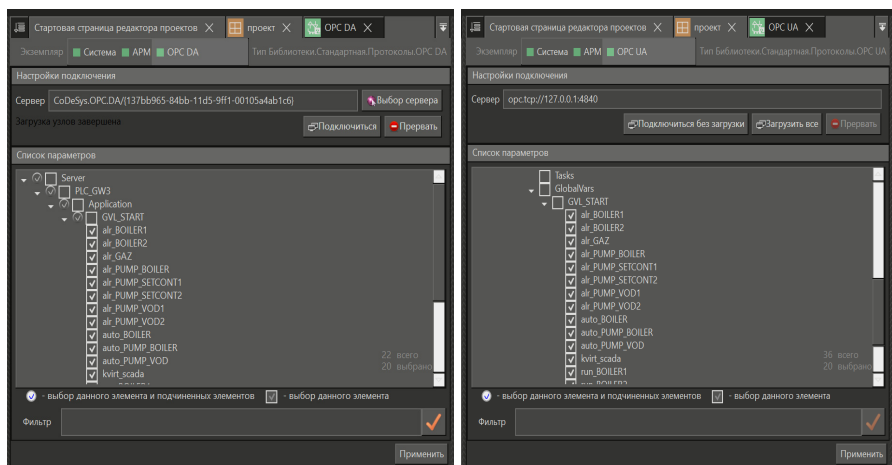 Стартовая страница редактора проектов
проект
OPC DA
Экземпляр Система АРМ OPC DA Тип Библиотеки.Стандартная.Протоколы.OPC DA
Настройки подключения
Сервер CoDeSys.OPC.DA/{137bb965-84bb-11d5-9ff1-00105a4ab1c6} Выбор сервера
Загрузка узлов завершена
Подключиться Прервать
Список параметров
Server
PLC_GW3
Application
GVL_START
alr_BOILER1
alr_BOILER2
alr_GAZ
alr_PUMP_BOILER
alr_PUMP_SETCONT1
alr_PUMP_SETCONT2
alr_PUMP_VOD1
alr_PUMP_VOD2
auto_BOILER
auto_PUMP_BOILER
auto_PUMP_VOD
kvirt_scada
22 всего
20 выбрано
- выбор данного элемента и подчиненных элементов - выбор данного элемента
Фильтр
Применить
Стартовая страница редактора проектов
проект
OPC UA
Экземпляр Система АРМ OPC UA Тип Библиотеки.Стандартная.Протоколы.OPC UA
Настройки подключения
Сервер opc.tcp://127.0.0.1:4840
Подключиться без загрузки Загрузить все Прервать
Список параметров
Tasks
GlobalVars
GVL_START
alr_BOILER1
alr_BOILER2
alr_GAZ
alr_PUMP_BOILER
alr_PUMP_SETCONT1
alr_PUMP_SETCONT2
alr_PUMP_VOD1
alr_PUMP_VOD2
auto_BOILER
auto_PUMP_BOILER
auto_PUMP_VOD
kvirt_scada
run_BOILER1
36 всего
20 выбрано
- выбор данного элемента и подчиненных элементов - выбор данного элемента
Фильтр
Применить